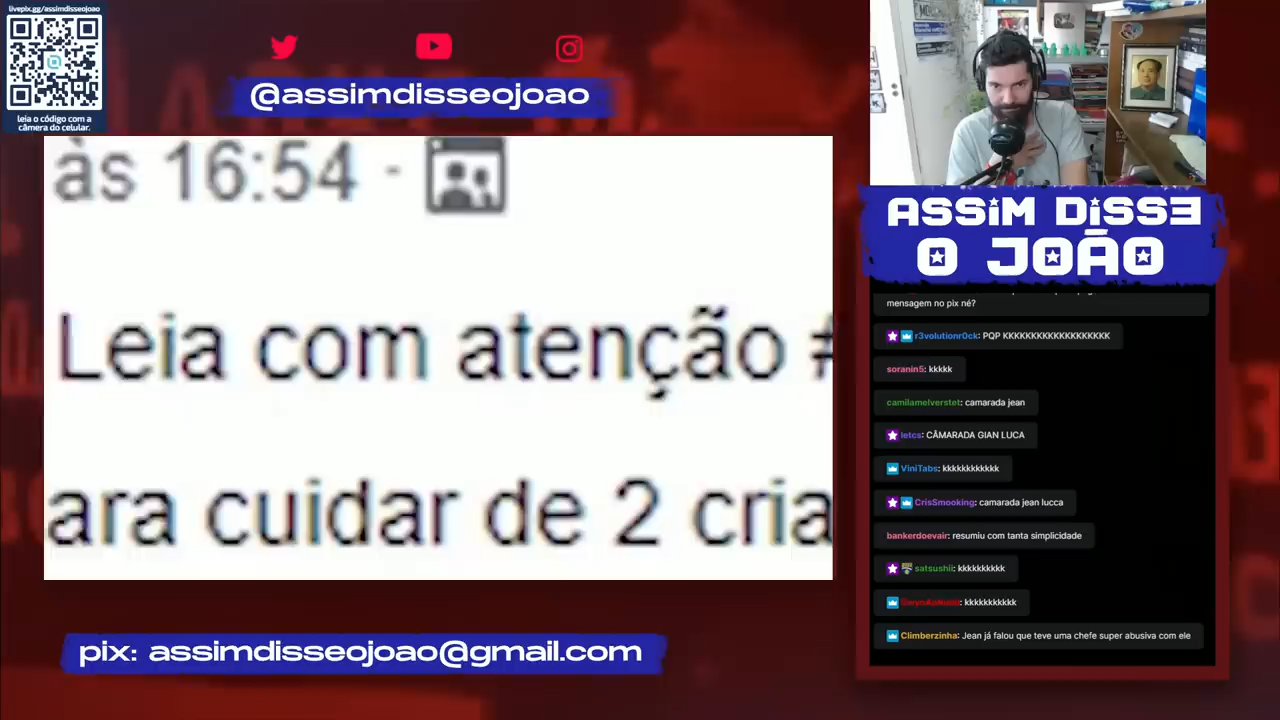 livepix.gg/assimdisseojoao
leia o código com a
câmera do celular.
@assimdisseojoao
às 16:54 ·
Leia com atenção
ara cuidar de 2 cria
pix: assimdisseojoao@gmail.com
ASSIM DISSE
O JOÃO
mensagem no pix né?
r3volutionr0ck: PQP KKKKKKKKKKKKKKKKKKK
soranin5: kkkkk
camilamelverstet: camarada jean
letcs: CÂMARADA GIAN LUCA
ViniTabs: kkkkkkkkkkkk
CrisSmooking: camarada jean lucca
bankerdoevair: resumiu com tanta simplicidade
satsushii: kkkkkkkkkk
: kkkkkkkkkkk
Climberzinha: Jean já falou que teve uma chefe super abusiva com ele